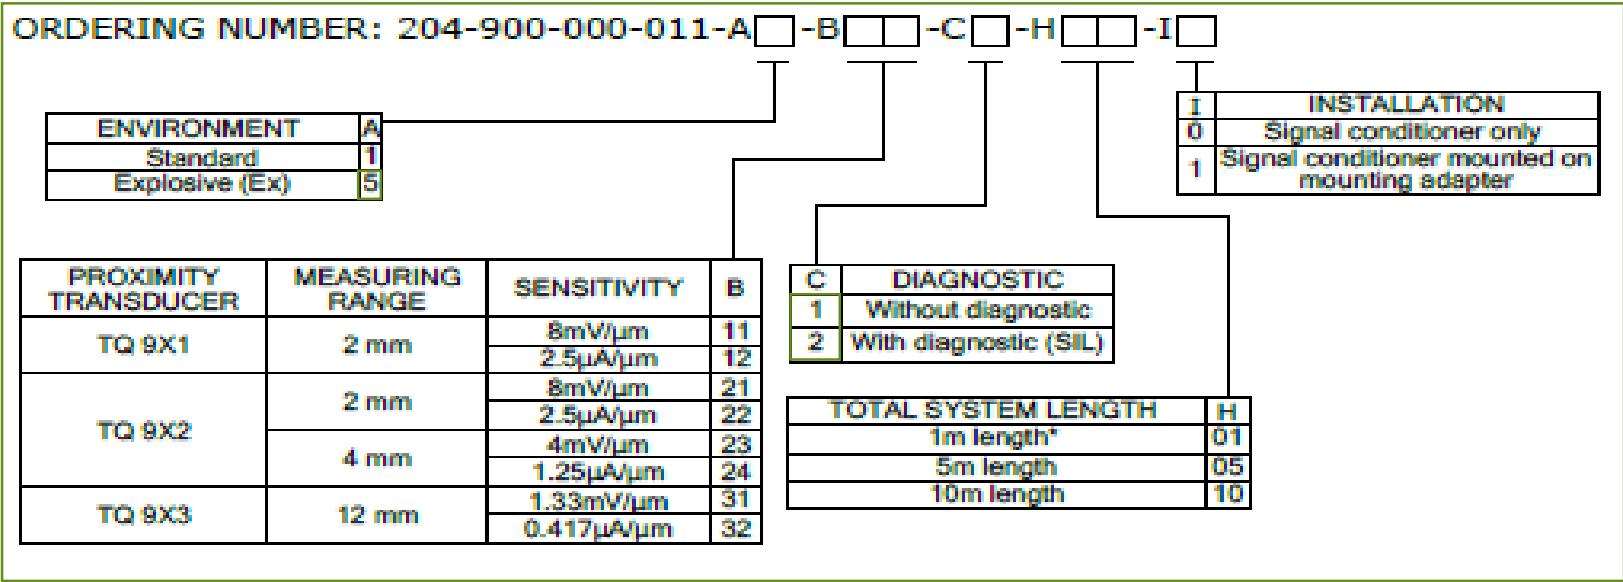 ORDERING NUMBER: 204-900-000-011-A -B -C -H -I
ENVIRONMENT A
Standard 1
Explosive (Ex) 5
I INSTALLATION
0 Signal conditioner only
1 Signal conditioner mounted on
mounting adapter
PROXIMITY
TRANSDUCER
MEASURING
RANGE
SENSITIVITY B
TQ 9X1 2 mm
8mV/µm 11
2.5µA/µm 12
TQ 9X2
2 mm
8mV/µm 21
2.5µA/µm 22
4 mm
4mV/µm 23
1.25µA/µm 24
TQ 9X3 12 mm
1.33mV/µm 31
0.417µA/µm 32
C DIAGNOSTIC
1 Without diagnostic
2 With diagnostic (SIL)
TOTAL SYSTEM LENGTH H
1m length* 01
5m length 05
10m length 10